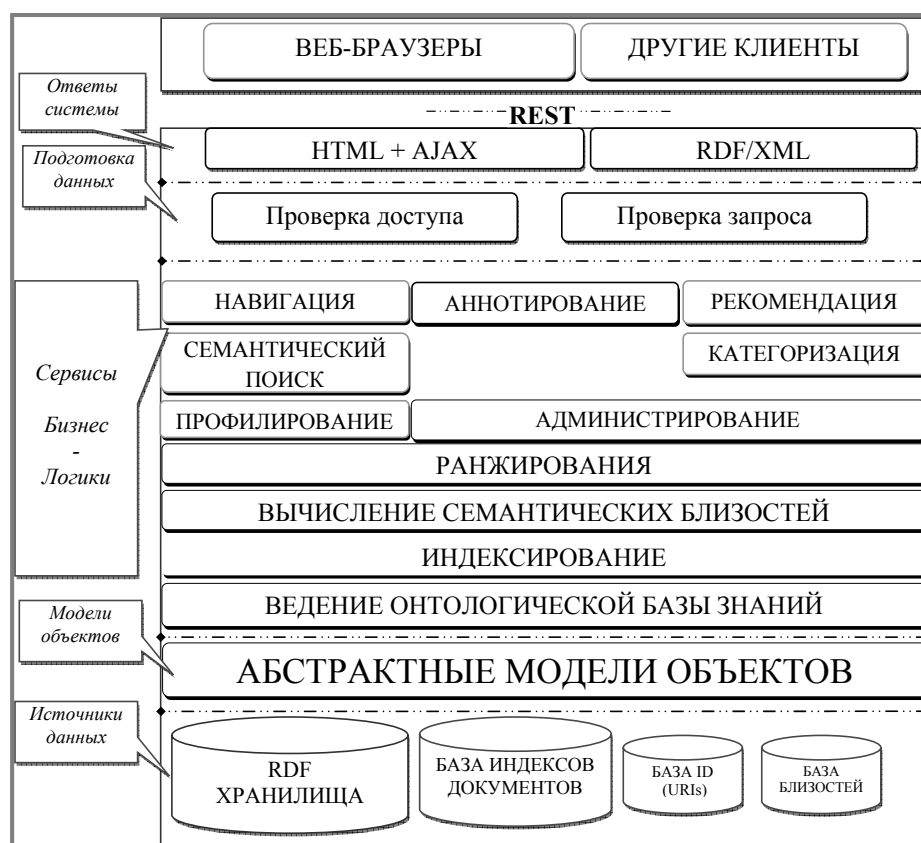 ВЕБ-БРАУЗЕРЫ
ДРУГИЕ КЛИЕНТЫ
Ответы
системы
REST
HTML + AJAX
RDF/XML
Подготовка
данных
Проверка доступа
Проверка запроса
Сервисы
Бизнес
-
Логики
НАВИГАЦИЯ
АННОТИРОВАНИЕ
РЕКОМЕНДАЦИЯ
СЕМАНТИЧЕСКИЙ
ПОИСК
КАТЕГОРИЗАЦИЯ
ПРОФИЛИРОВАНИЕ
АДМИНИСТРИРОВАНИЕ
РАНЖИРОВАНИЯ
ВЫЧИСЛЕНИЕ СЕМАНТИЧЕСКИХ БЛИЗОСТЕЙ
ИНДЕКСИРОВАНИЕ
ВЕДЕНИЕ ОНТОЛОГИЧЕСКОЙ БАЗЫ ЗНАНИЙ
Модели
объектов
АБСТРАКТНЫЕ МОДЕЛИ ОБЪЕКТОВ
Источники
данных
RDF
ХРАНИЛИЩА
БАЗА ИНДЕКСОВ
ДОКУМЕНТОВ
БАЗА ID
(URIs)
БАЗА
БЛИЗОСТЕЙ